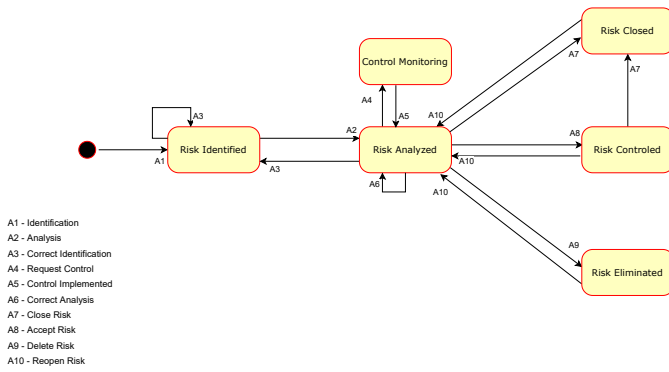 Risk Closed
Control Monitoring
A7
A4
A5
A10
A7
A3
A2
A8
Risk Identified
Risk Analyzed
Risk Controled
A1
A3
A10
A6
A10
A9
Risk Eliminated
A1 - Identification
A2 - Analysis
A3 - Correct Identification
A4 - Request Control
A5 - Control Implemented
A6 - Correct Analysis
A7 - Close Risk
A8 - Accept Risk
A9 - Delete Risk
A10 - Reopen Risk